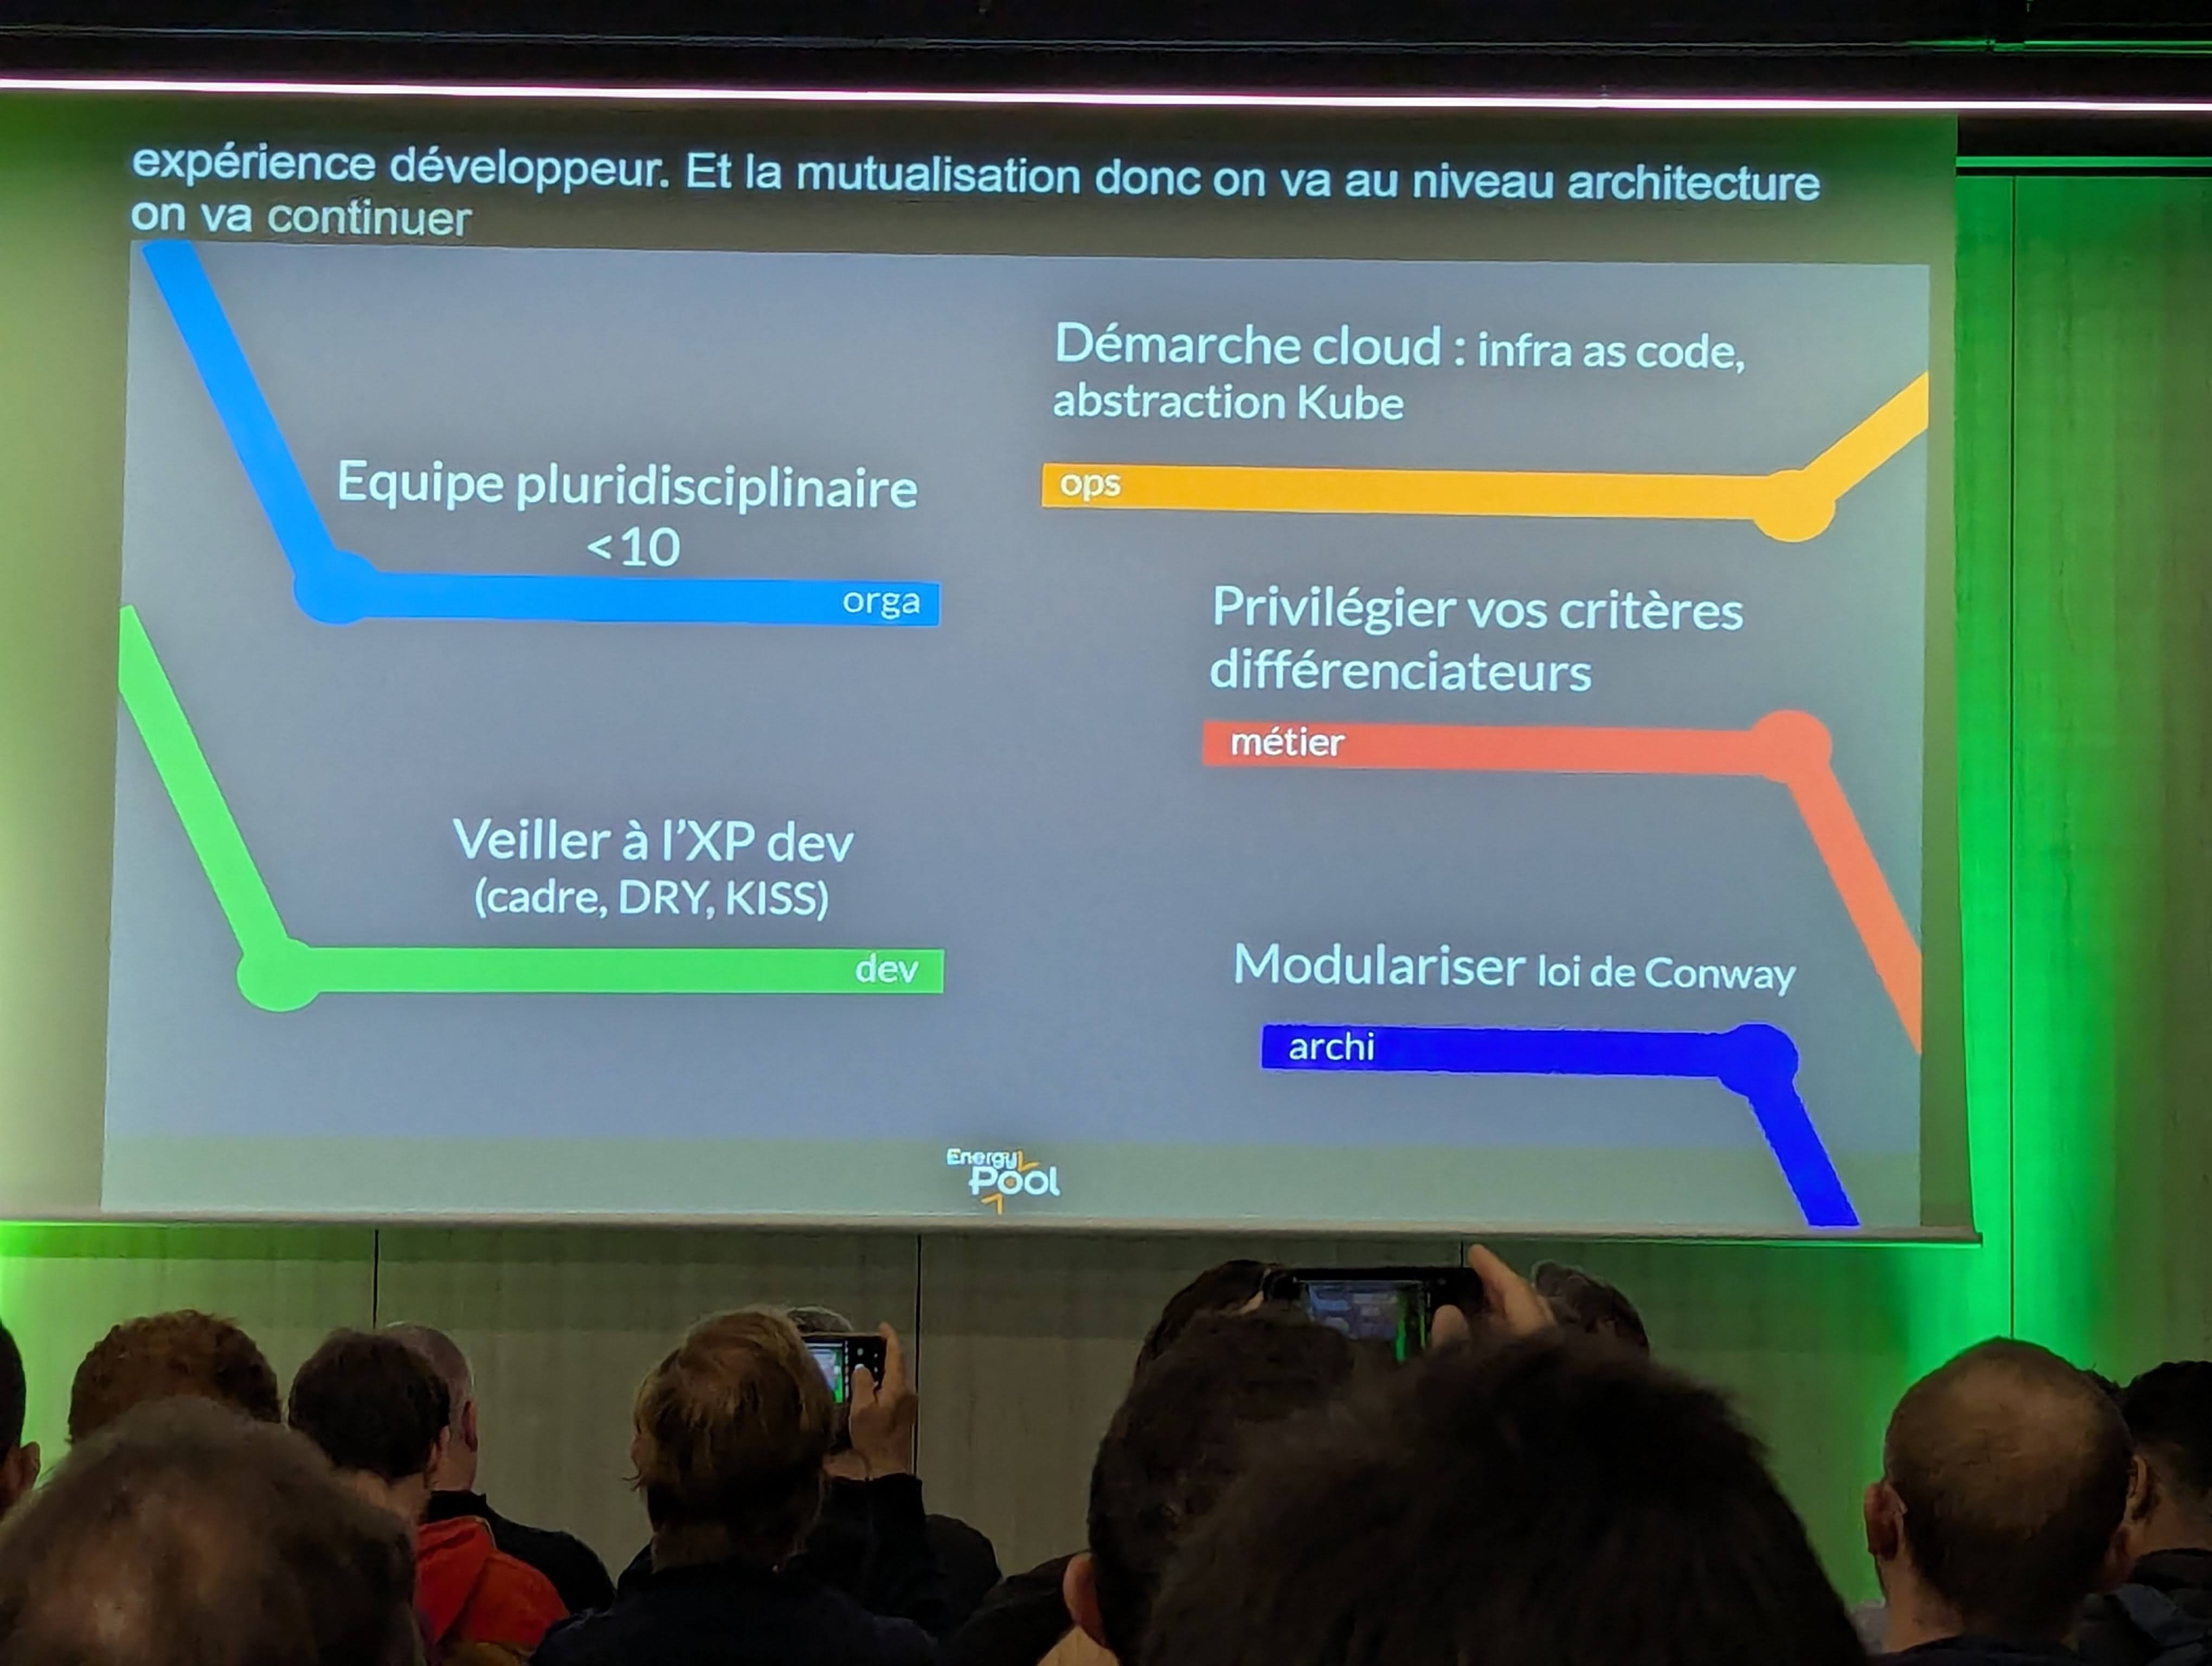 expérience développeur. Et la mutualisation donc on va au niveau architecture
on va continuer
Equipe pluridisciplinaire
<10
orga
Veiller à l'XP dev
(cadre, DRY, KISS)
dev
Démarche cloud : infra as code,
abstraction Kube
ops
Privilégier vos critères
différenciateurs
métier
Modulariser loi de Conway
archi
Energy
Pool